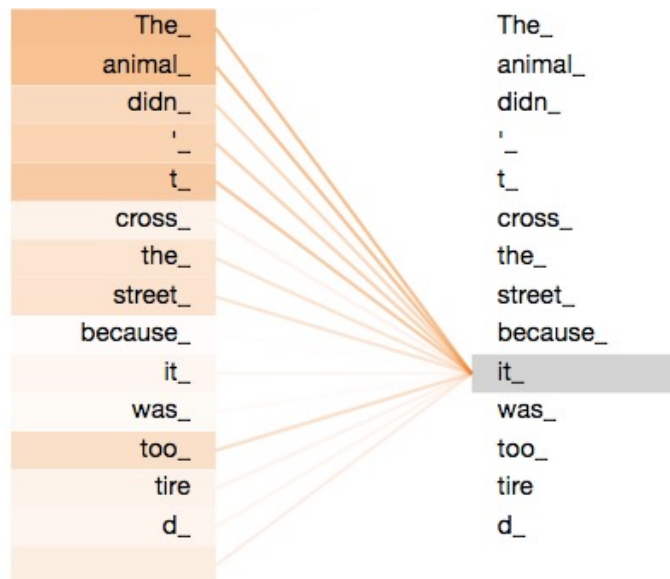 The_ The_
animal_ animal_
didn_ didn_
'_ '_
t_ t_
cross_ cross_
the_ the_
street_ street_
because_ because_
it_ it_
was_ was_
too_ too_
tire tire
d_ d_